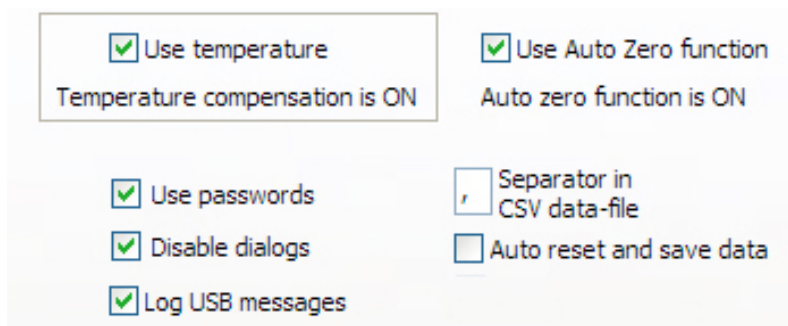 Use temperature
Temperature compensation is ON
Use Auto Zero function
Auto zero function is ON
Use passwords
Disable dialogs
Log USB messages
,
Separator in
CSV data-file
Auto reset and save data